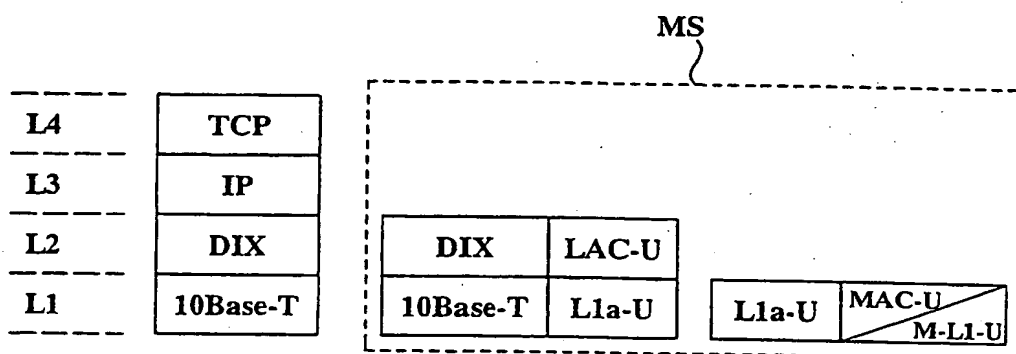 MS
L4 TCP
L3 IP
L2 DIX DIX LAC-U
L1 10Base-T 10Base-T L1a-U L1a-U MAC-U
M-L1-U